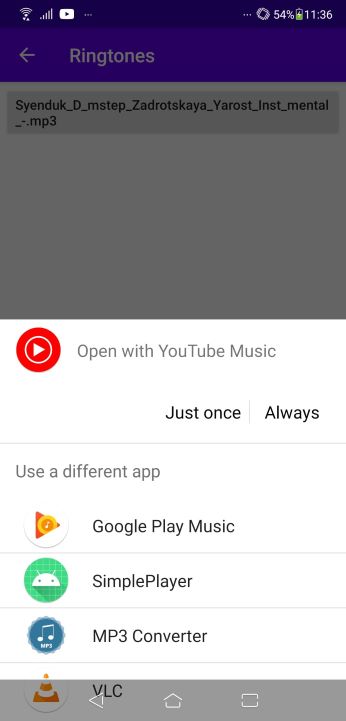 ··· ··· 54% 11:36
Ringtones
Syenduk_D_mstep_Zadrotskaya_Yarost_Inst_mental
_-.mp3
Open with YouTube Music
Just once Always
Use a different app
Google Play Music
SimplePlayer
MP3 Converter
MP3
VLC